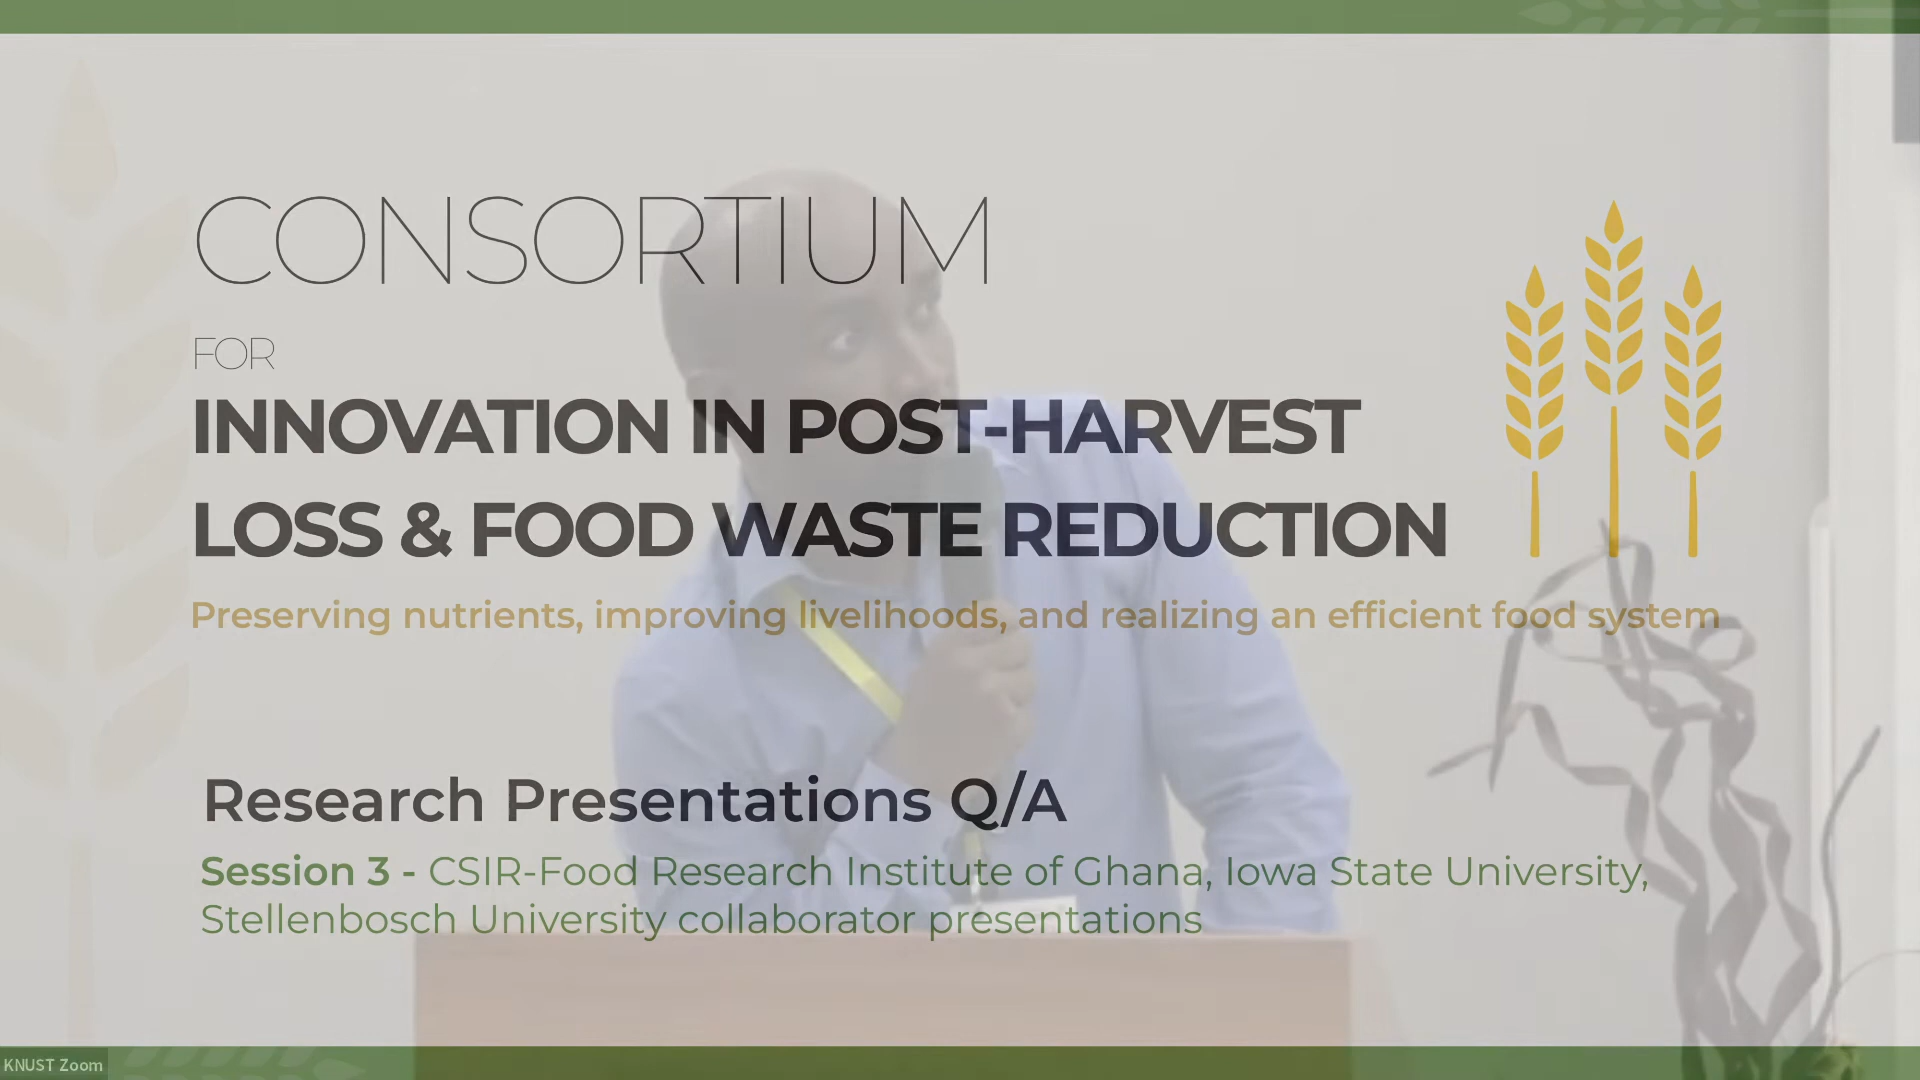 CONSORTIUM
FOR
INNOVATION IN POST-HARVEST
LOSS & FOOD WASTE REDUCTION
Preserving nutrients, improving livelihoods, and realizing an efficient food system
Research Presentations Q/A
Session 3 - CSIR-Food Research Institute of Ghana, Iowa State University,
Stellenbosch University collaborator presentations
KNUST Zoom